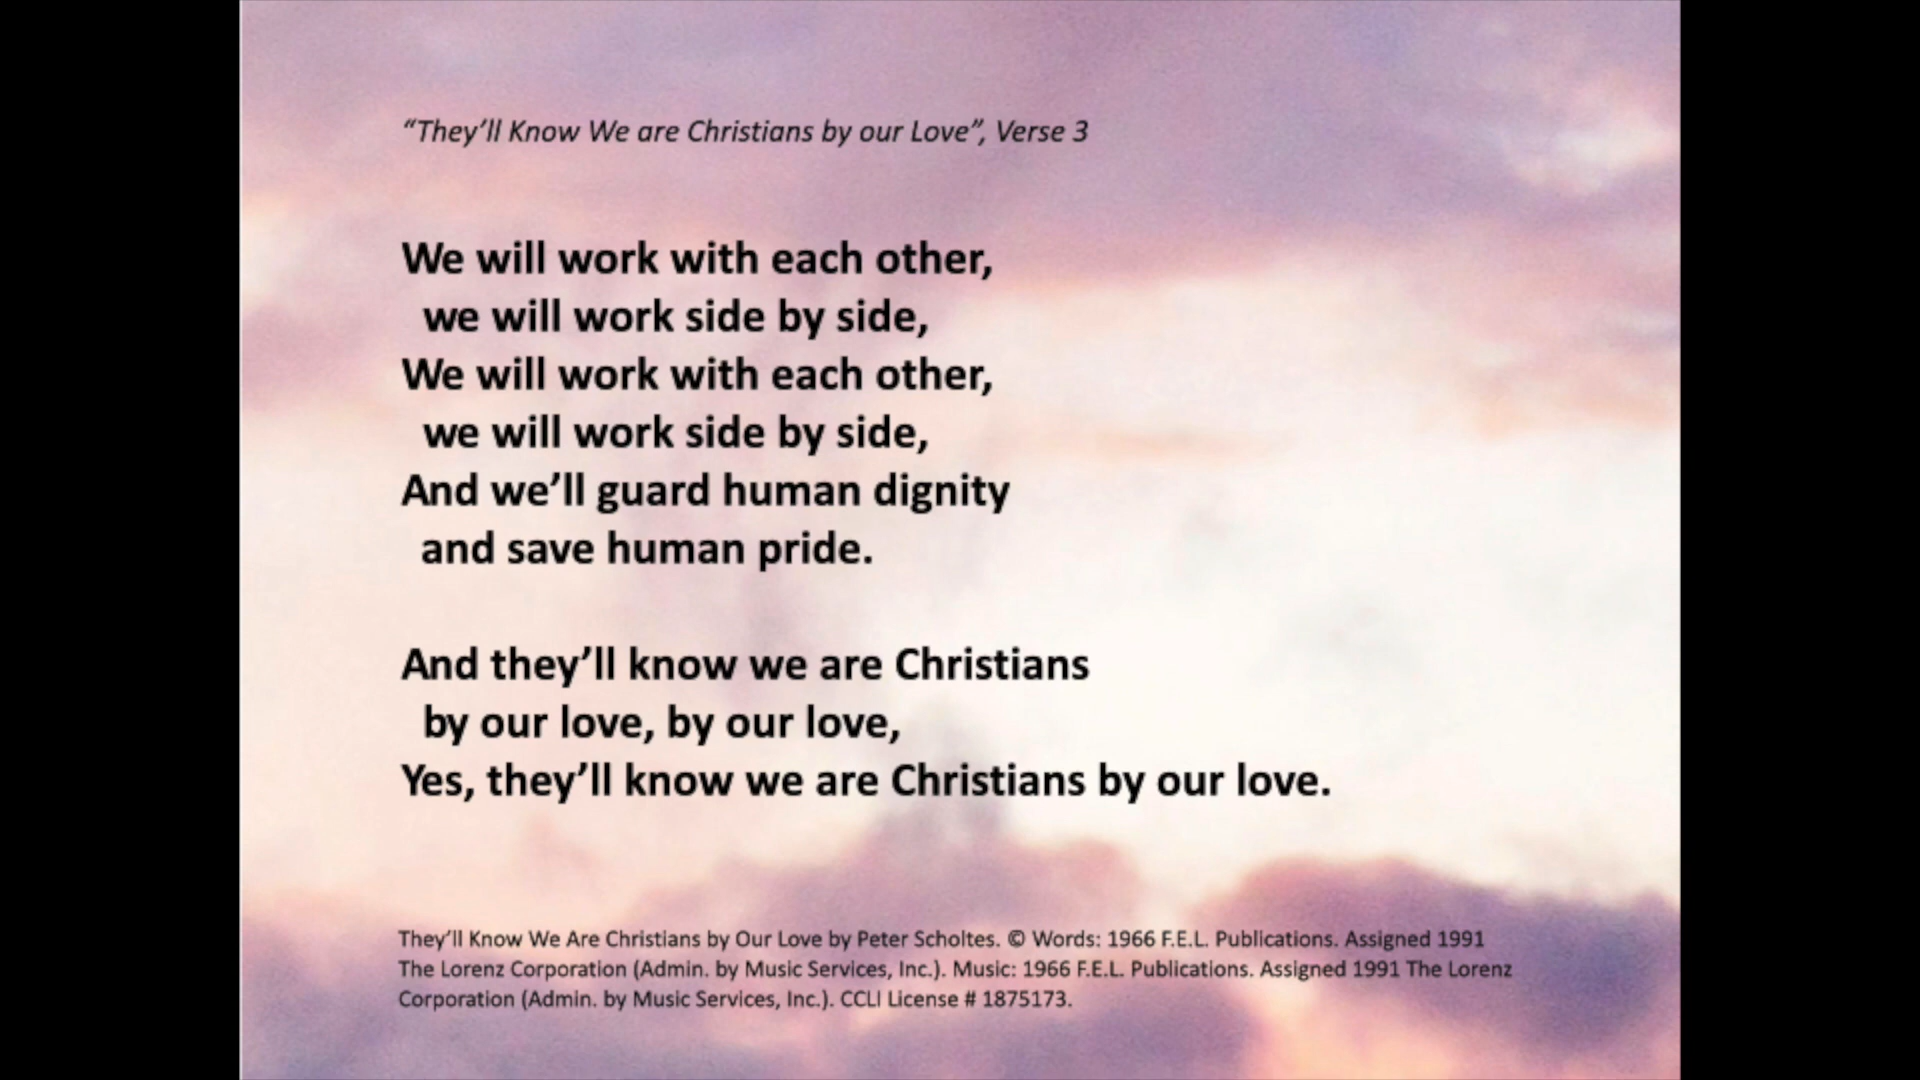 “They’ll Know We are Christians by our Love”, Verse 3
We will work with each other,
we will work side by side,
We will work with each other,
we will work side by side,
And we’ll guard human dignity
and save human pride.
And they’ll know we are Christians
by our love, by our love,
Yes, they’ll know we are Christians by our love.
They’ll Know We Are Christians by Our Love by Peter Scholtes. © Words: 1966 F.E.L. Publications. Assigned 1991
The Lorenz Corporation (Admin. by Music Services, Inc.). Music: 1966 F.E.L. Publications. Assigned 1991 The Lorenz
Corporation (Admin. by Music Services, Inc.). CCLI License # 1875173.